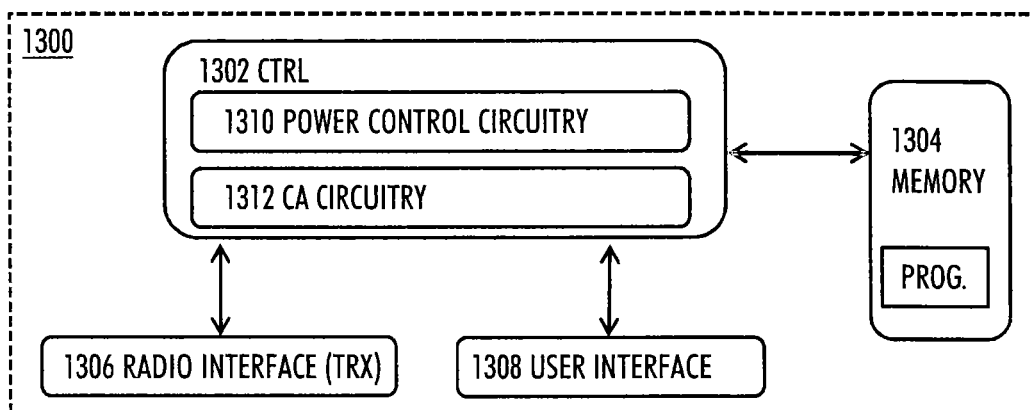 1300
1302 CTRL
1310 POWER CONTROL CIRCUITRY
1312 CA CIRCUITRY
1304
MEMORY
PROG.
1306 RADIO INTERFACE (TRX)
1308 USER INTERFACE